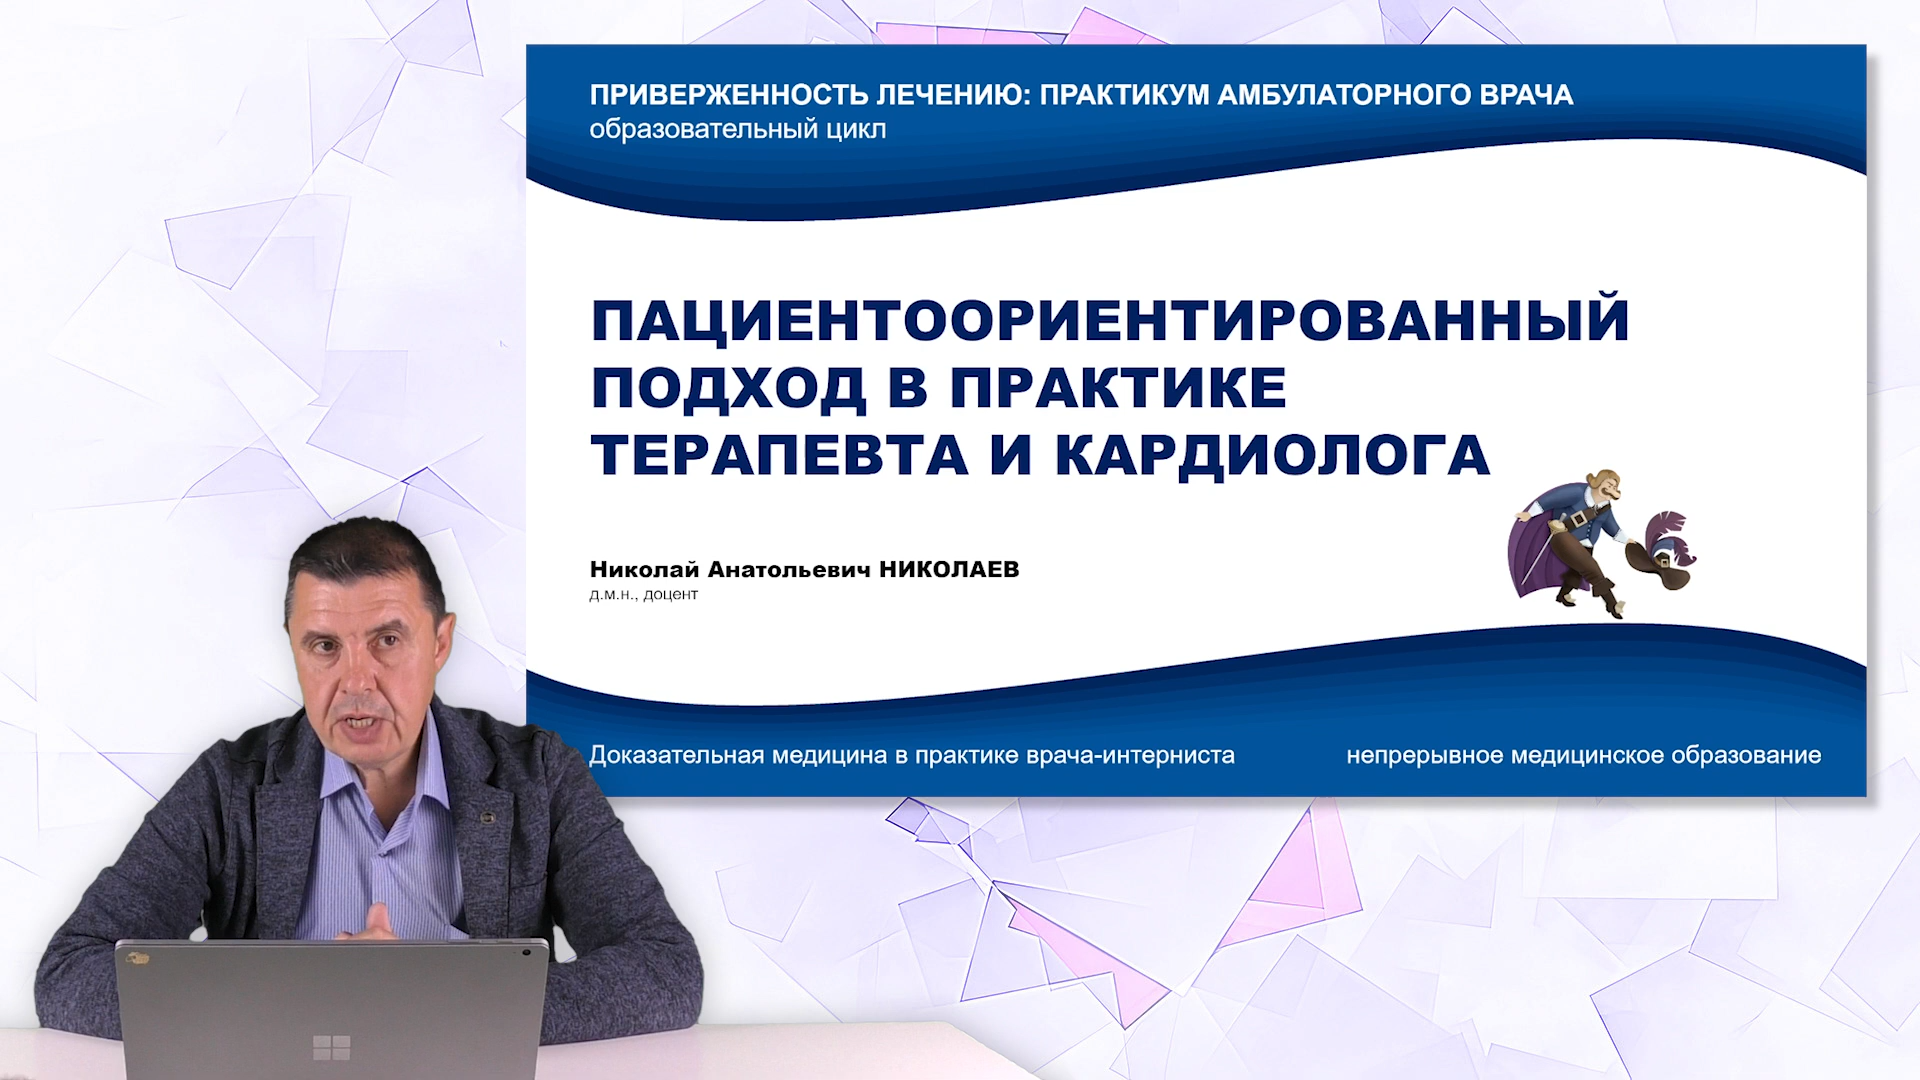 ПРИВЕРЖЕННОСТЬ ЛЕЧЕНИЮ: ПРАКТИКУМ АМБУЛАТОРНОГО ВРАЧА
образовательный цикл
ПАЦИЕНТООРИЕНТИРОВАННЫЙ
ПОДХОД В ПРАКТИКЕ
ТЕРАПЕВТА И КАРДИОЛОГА
Николай Анатольевич НИКОЛАЕВ
д.м.н., доцент
Доказательная медицина в практике врача-интерниста
непрерывное медицинское образование